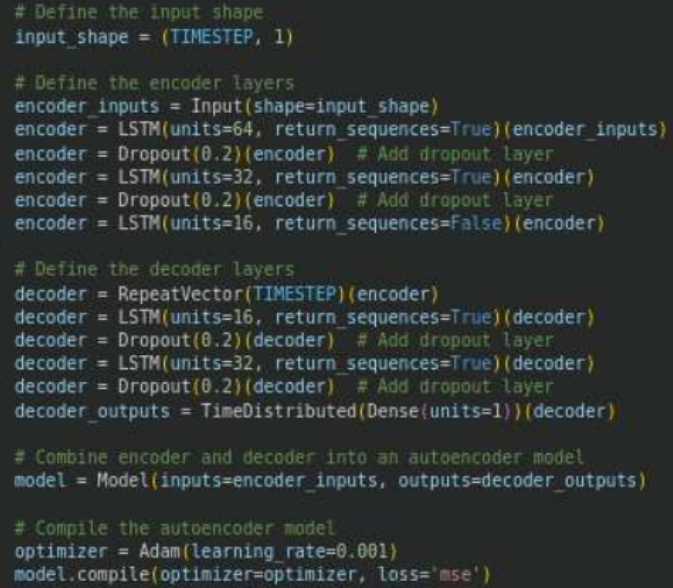 # Define the input shape
input_shape = (TIMESTEP, 1)
# Define the encoder layers
encoder_inputs = Input(shape=input_shape)
encoder = LSTM(units=64, return_sequences=True)(encoder_inputs)
encoder = Dropout(0.2)(encoder)  # Add dropout layer
encoder = LSTM(units=32, return_sequences=True)(encoder)
encoder = Dropout(0.2)(encoder)  # Add dropout layer
encoder = LSTM(units=16, return_sequences=False)(encoder)
# Define the decoder layers
decoder = RepeatVector(TIMESTEP)(encoder)
decoder = LSTM(units=16, return_sequences=True)(decoder)
decoder = Dropout(0.2)(decoder)  # Add dropout layer
decoder = LSTM(units=32, return_sequences=True)(decoder)
decoder = Dropout(0.2)(decoder)  # Add dropout layer
decoder_outputs = TimeDistributed(Dense(units=1))(decoder)
# Combine encoder and decoder into an autoencoder model
model = Model(inputs=encoder_inputs, outputs=decoder_outputs)
# Compile the autoencoder model
optimizer = Adam(learning_rate=0.001)
model.compile(optimizer=optimizer, loss='mse')